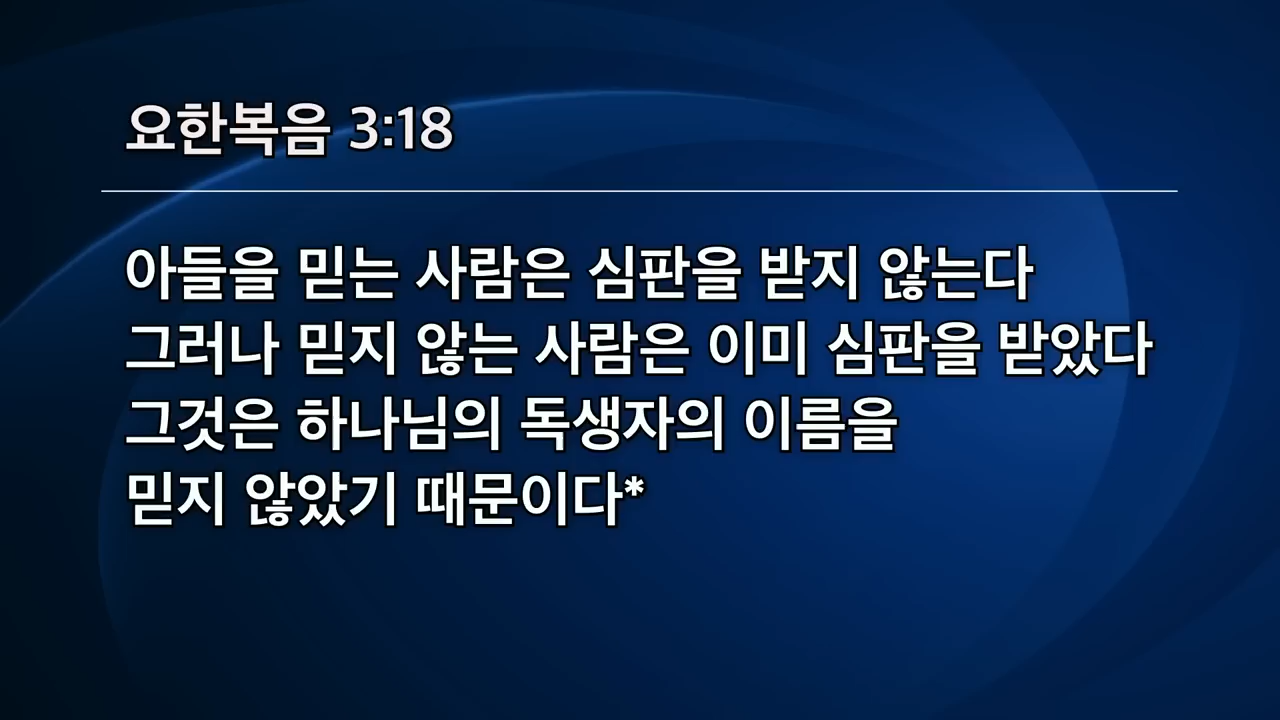 요한복음 3:18
아들을 믿는 사람은 심판을 받지 않는다
그러나 믿지 않는 사람은 이미 심판을 받았다
그것은 하나님의 독생자의 이름을
믿지 않았기 때문이다*